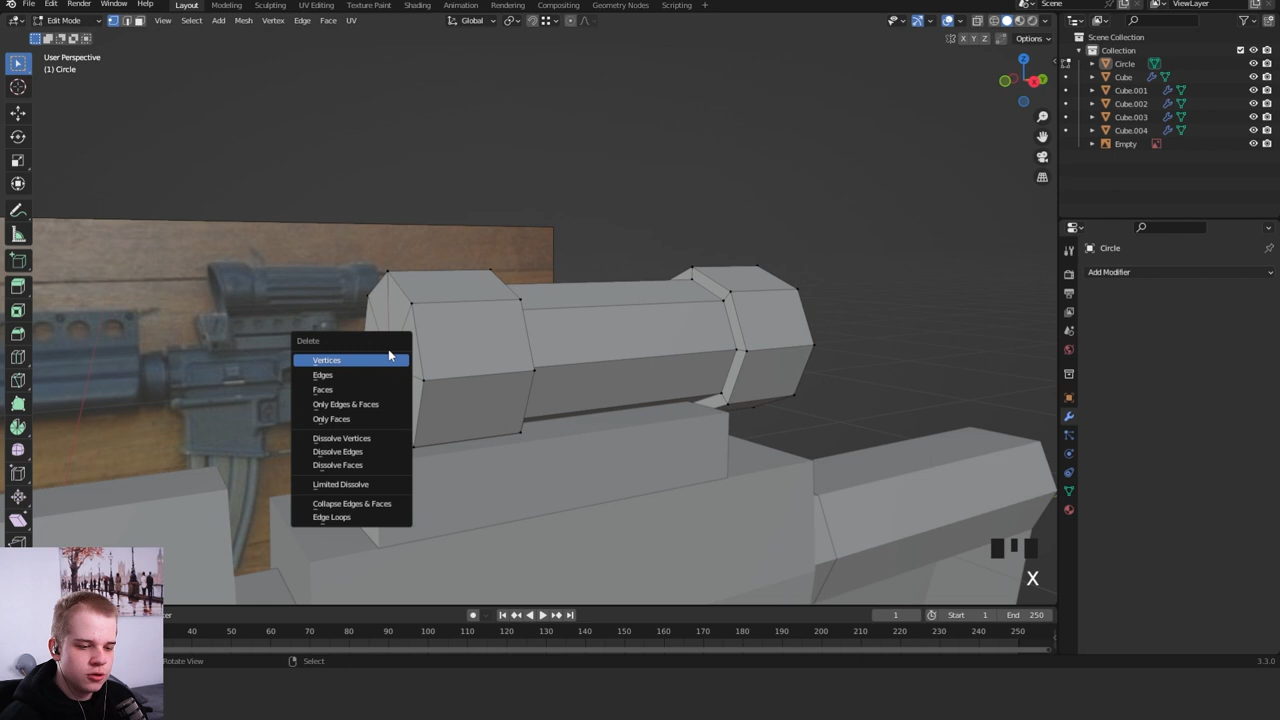 File Edit Render Window Help Layout Modeling Sculpting UV Editing Texture Paint Shading Animation Rendering Compositing Geometry Nodes Scripting Scene ViewLayer
Edit Mode View Select Add Mesh Vertex Edge Face UV Global
X Y Z Options
User Perspective
(1) Circle
Scene Collection
Collection
Circle
Cube
Cube.001
Cube.002
Cube.003
Cube.004
Empty
Circle
Add Modifier
Delete
Vertices
Edges
Faces
Only Edges & Faces
Only Faces
Dissolve Vertices
Dissolve Edges
Dissolve Faces
Limited Dissolve
Collapse Edges & Faces
Edge Loops
X
Z
Y
X
1 Start 1 End 250
40 50 60 70 80 90 100 110 120 130 140 150 160 170 180 190 200 210 220 230 240 250
Rotate View Select 3.3.0